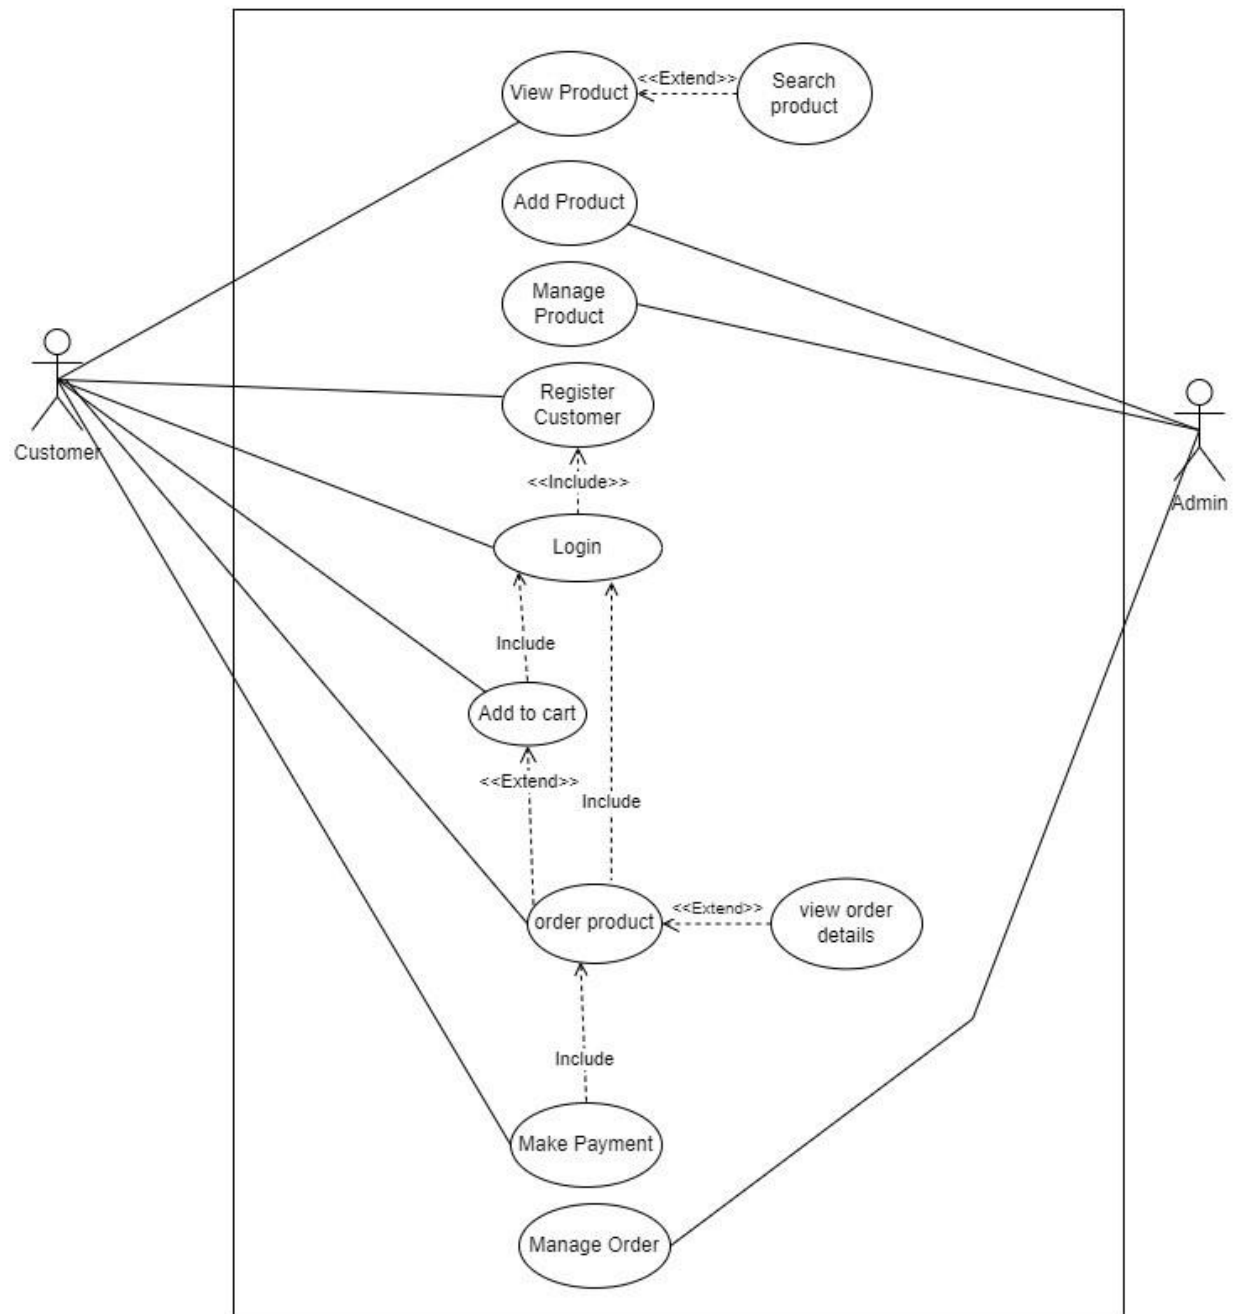 View Product
<<Extend>>
Search
product
Add Product
Manage
Product
Register
Customer
Customer
Admin
<<Include>>
Login
Include
Add to cart
<<Extend>>
Include
order product
<<Extend>>
view order
details
Include
Make Payment
Manage Order